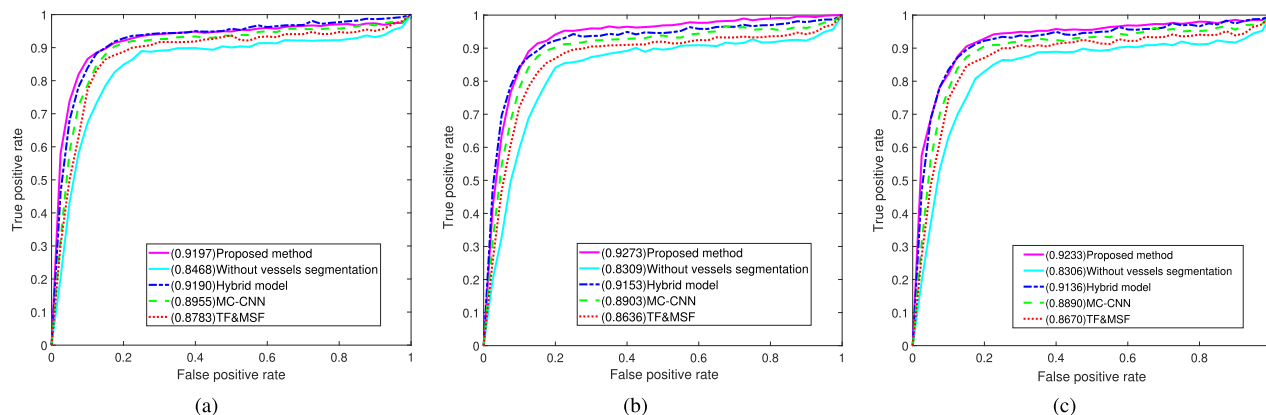 1
0.9
0.8
0.7
0.6
0.5
0.4
0.3
0.2
0.1
0
True positive rate
(0.9197)Proposed method
(0.8468)Without vessels segmentation
(0.9190)Hybrid model
(0.8955)MC-CNN
(0.8783)TF&MSF
0 0.2 0.4 0.6 0.8 1
False positive rate
(a)
1
0.9
0.8
0.7
0.6
0.5
0.4
0.3
0.2
0.1
0
True positive rate
(0.9273)Proposed method
(0.8309)Without vessels segmentation
(0.9153)Hybrid model
(0.8903)MC-CNN
(0.8636)TF&MSF
0 0.2 0.4 0.6 0.8 1
False positive rate
(b)
1
0.9
0.8
0.7
0.6
0.5
0.4
0.3
0.2
0.1
0
True positive rate
(0.9233)Proposed method
(0.8306)Without vessels segmentation
(0.9136)Hybrid model
(0.8890)MC-CNN
(0.8670)TF&MSF
0 0.2 0.4 0.6 0.8
False positive rate
(c)